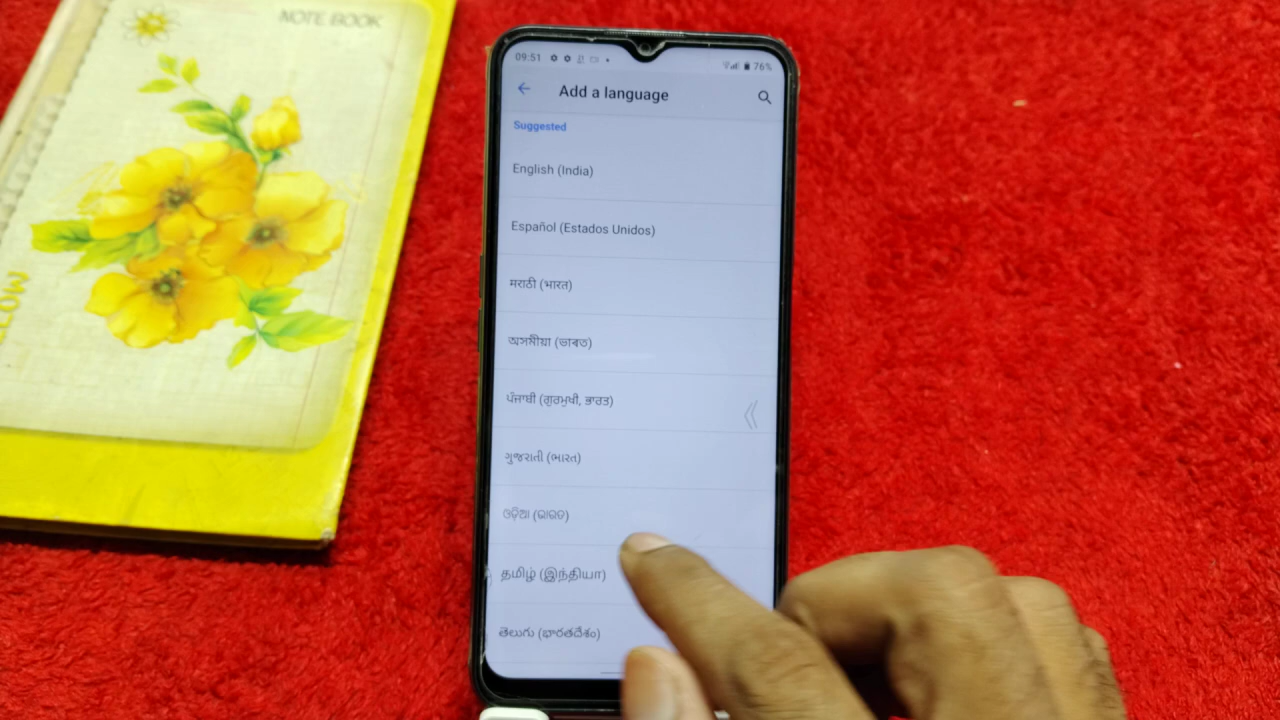 NOTE BOOK
09:51
76%
Add a language
Suggested
English (India)
Español (Estados Unidos)
मराठी (भारत)
অসমীয়া (ভাৰত)
ਪੰਜਾਬੀ (ਗੁਰਮੁਖੀ, ਭਾਰਤ)
ગુજરાતી (ભારત)
ଓଡ଼ିଆ (ଭାରତ)
தமிழ் (இந்தியா)
తెలుగు (భారతదేశం)